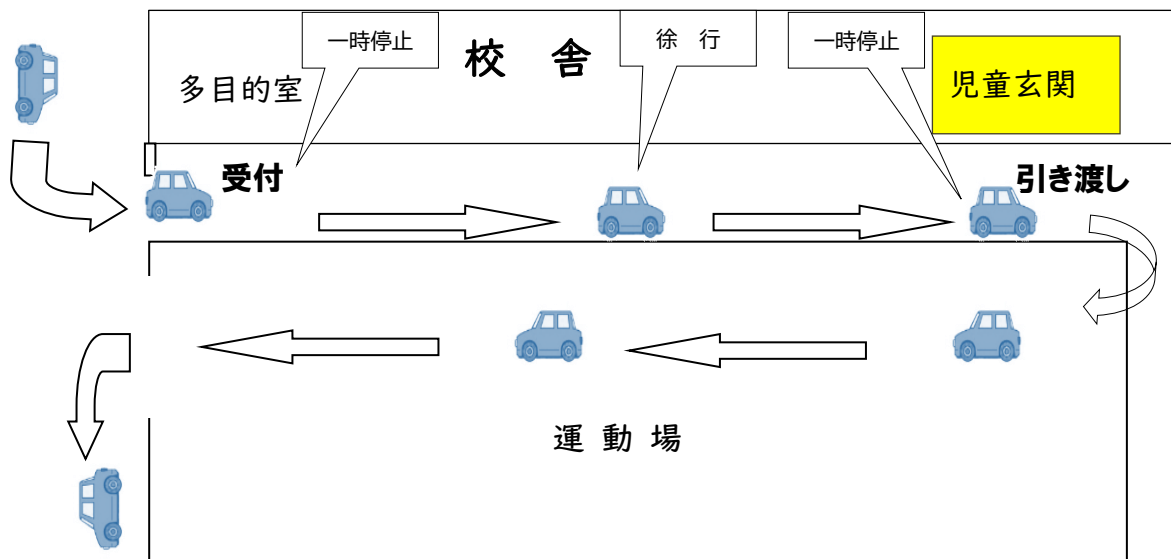 一時停止
校 舎
徐 行
一時停止
多目的室
児童玄関
受付
引き渡し
運 動 場